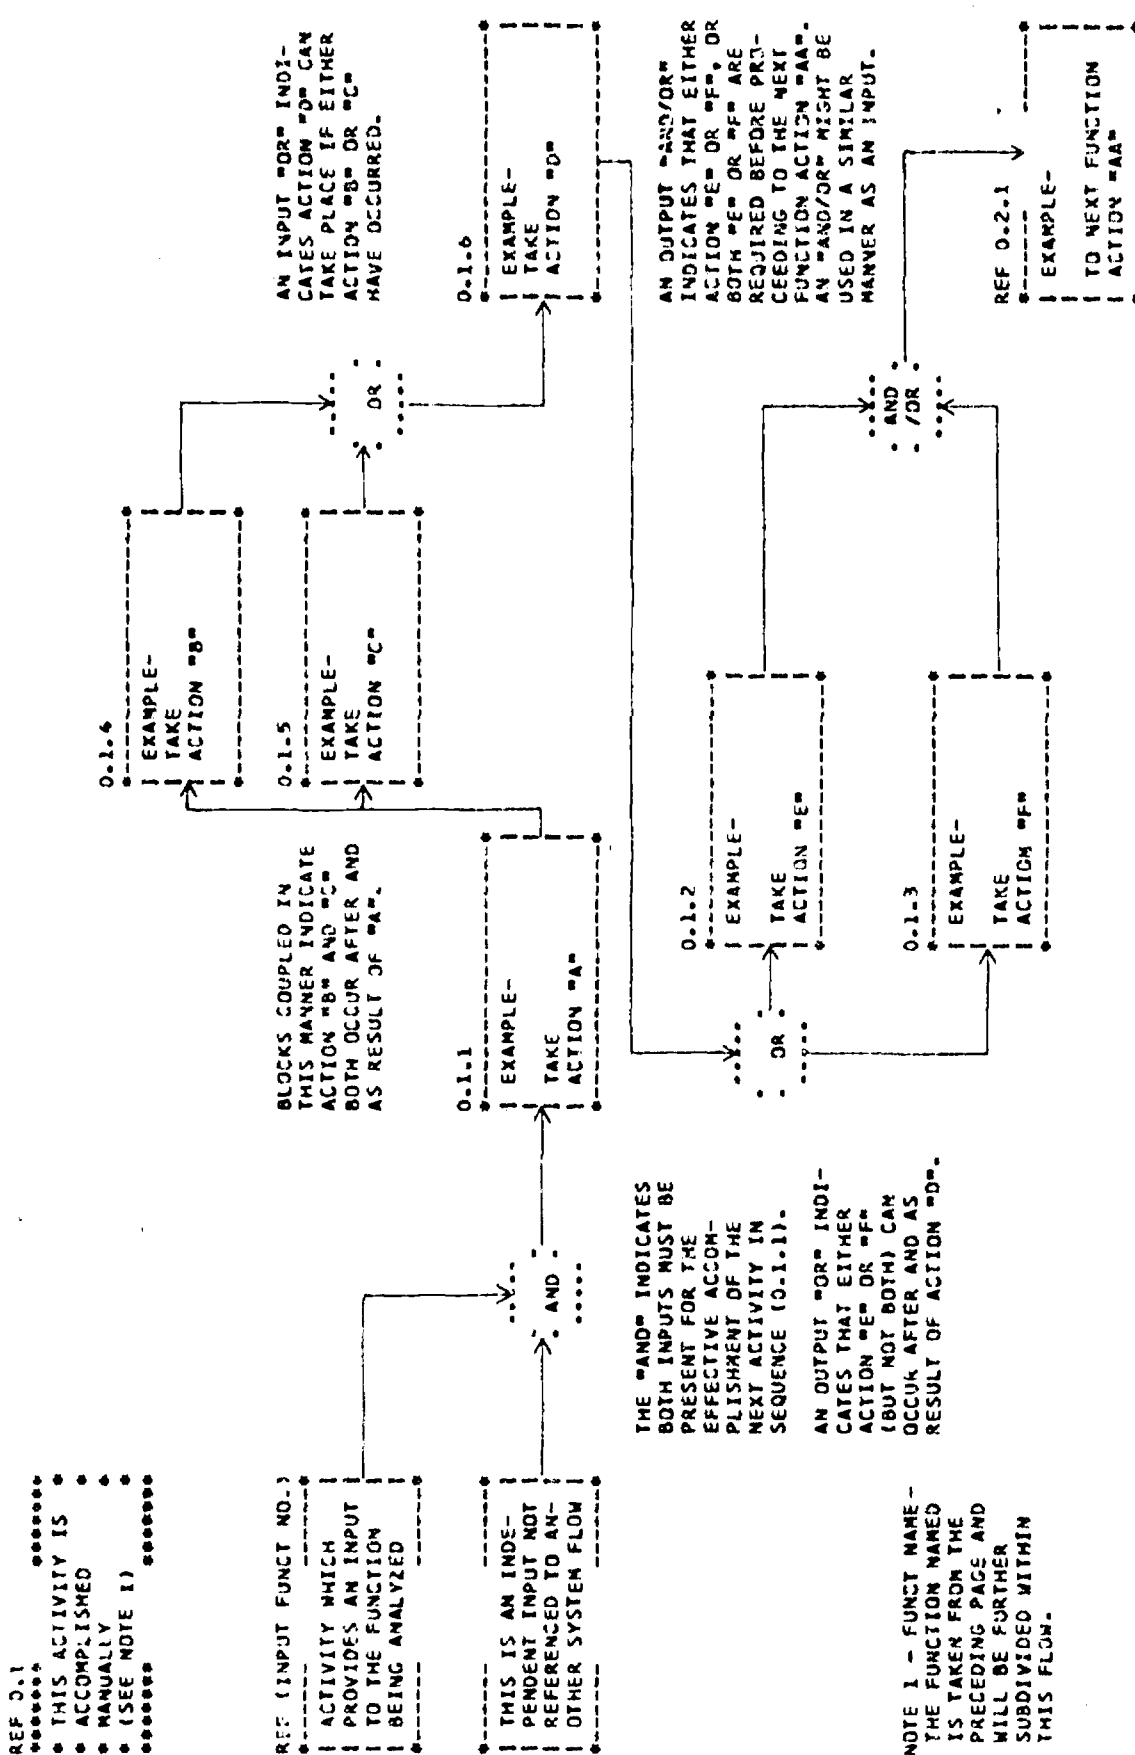 REF 0.1
THIS ACTIVITY IS
ACCOMPLISHED
MANUALLY
(SEE NOTE 1)
REF (INPUT FUNCT NO.)
ACTIVITY WHICH
PROVIDES AN INPUT
TO THE FUNCTION
BEING ANALYZED
THIS IS AN INDE-
PENDENT INPUT NOT
REFERENCED TO AN-
OTHER SYSTEM FLOW
AND
BLOCKS COUPLED IN
THIS MANNER INDICATE
ACTION "B" AND "C"
BOTH OCCUR AFTER AND
AS RESULT OF "A".
0.1.1
EXAMPLE-
TAKE
ACTION "A"
0.1.4
EXAMPLE-
TAKE
ACTION "B"
0.1.5
EXAMPLE-
TAKE
ACTION "C"
OR
AN INPUT "OR" INDI-
CATES ACTION "D" CAN
TAKE PLACE IF EITHER
ACTION "B" OR "C"
HAVE OCCURRED.
0.1.6
EXAMPLE-
TAKE
ACTION "D"
THE "AND" INDICATES
BOTH INPUTS MUST BE
PRESENT FOR THE
EFFECTIVE ACCOM-
PLISHMENT OF THE
NEXT ACTIVITY IN
SEQUENCE (0.1.1).
AN OUTPUT "OR" INDI-
CATES THAT EITHER
ACTION "E" OR "F"
(BUT NOT BOTH) CAN
OCCUR AFTER AND AS
RESULT OF ACTION "D".
OR
0.1.2
EXAMPLE-
TAKE
ACTION "E"
0.1.3
EXAMPLE-
TAKE
ACTION "F"
AND
/OR
AN OUTPUT "AND/OR"
INDICATES THAT EITHER
ACTION "E" OR "F", OR
BOTH "E" OR "F" ARE
REQUIRED BEFORE PRO-
CEEDING TO THE NEXT
FUNCTION ACTION "AA".
AN "AND/OR" MIGHT BE
USED IN A SIMILAR
MANNER AS AN INPUT.
REF 0.2.1
EXAMPLE-
TO NEXT FUNCTION
ACTION "AA"
NOTE 1 - FUNCT NAME -
THE FUNCTION NAMED
IS TAKEN FROM THE
PRECEDING PAGE AND
WILL BE FURTHER
SUBDIVIDED WITHIN
THIS FLOW.